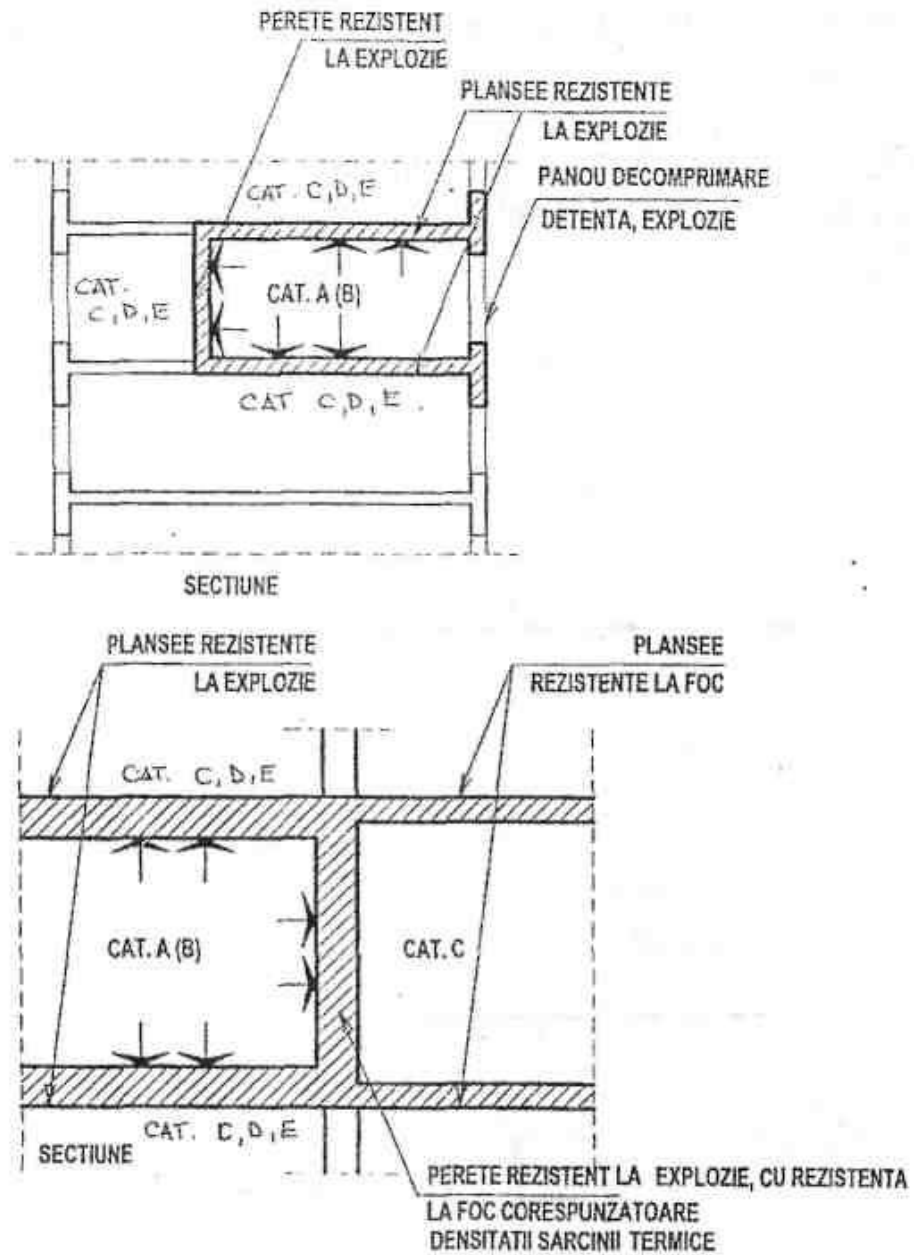 PERETE REZISTENT
LA EXPLOZIE
PLANSEE REZISTENTE
LA EXPLOZIE
PANOU DECOMPRIMARE
DETENTA, EXPLOZIE
CAT. C,D,E
CAT.
C,D,E
CAT. A (B)
CAT C,D,E.
SECTIUNE
PLANSEE REZISTENTE
LA EXPLOZIE
PLANSEE
REZISTENTE LA FOC
CAT. C,D,E
CAT. A (B)
CAT. C
CAT. C,D,E
SECTIUNE
PERETE REZISTENT LA EXPLOZIE, CU REZISTENTA
LA FOC CORESPUNZATOARE
DENSITATII SARCINII TERMICE